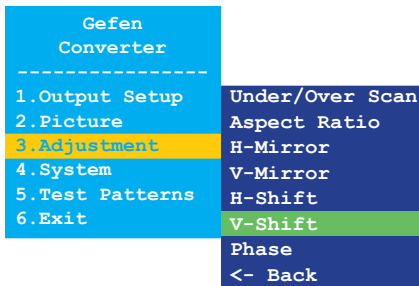 Gefen
Converter
----------------
1.Output Setup
2.Picture
3.Adjustment
4.System
5.Test Patterns
6.Exit
Under/Over Scan
Aspect Ratio
H-Mirror
V-Mirror
H-Shift
V-Shift
Phase
<- Back